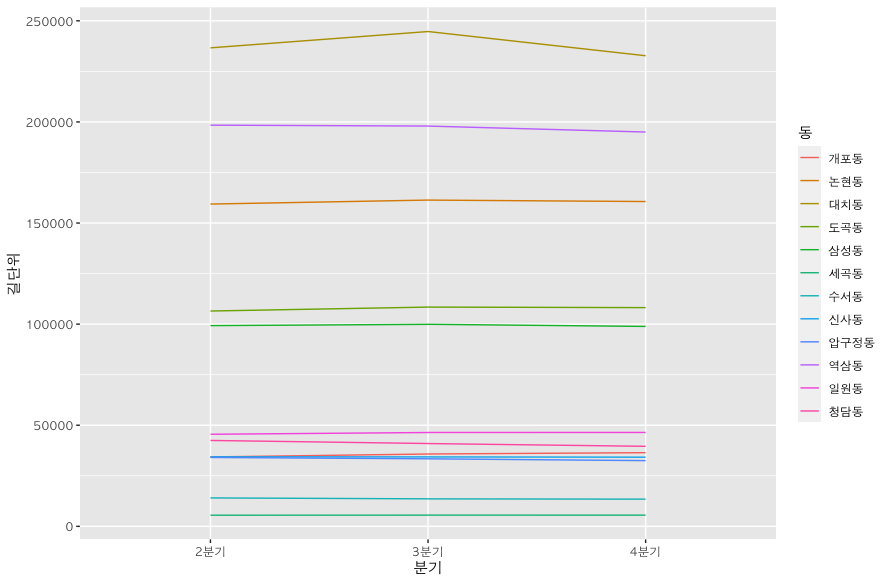 250000
200000
150000
100000
50000
0
길단위
2분기
3분기
4분기
분기
동
개포동
논현동
대치동
도곡동
삼성동
세곡동
수서동
신사동
압구정동
역삼동
일원동
청담동